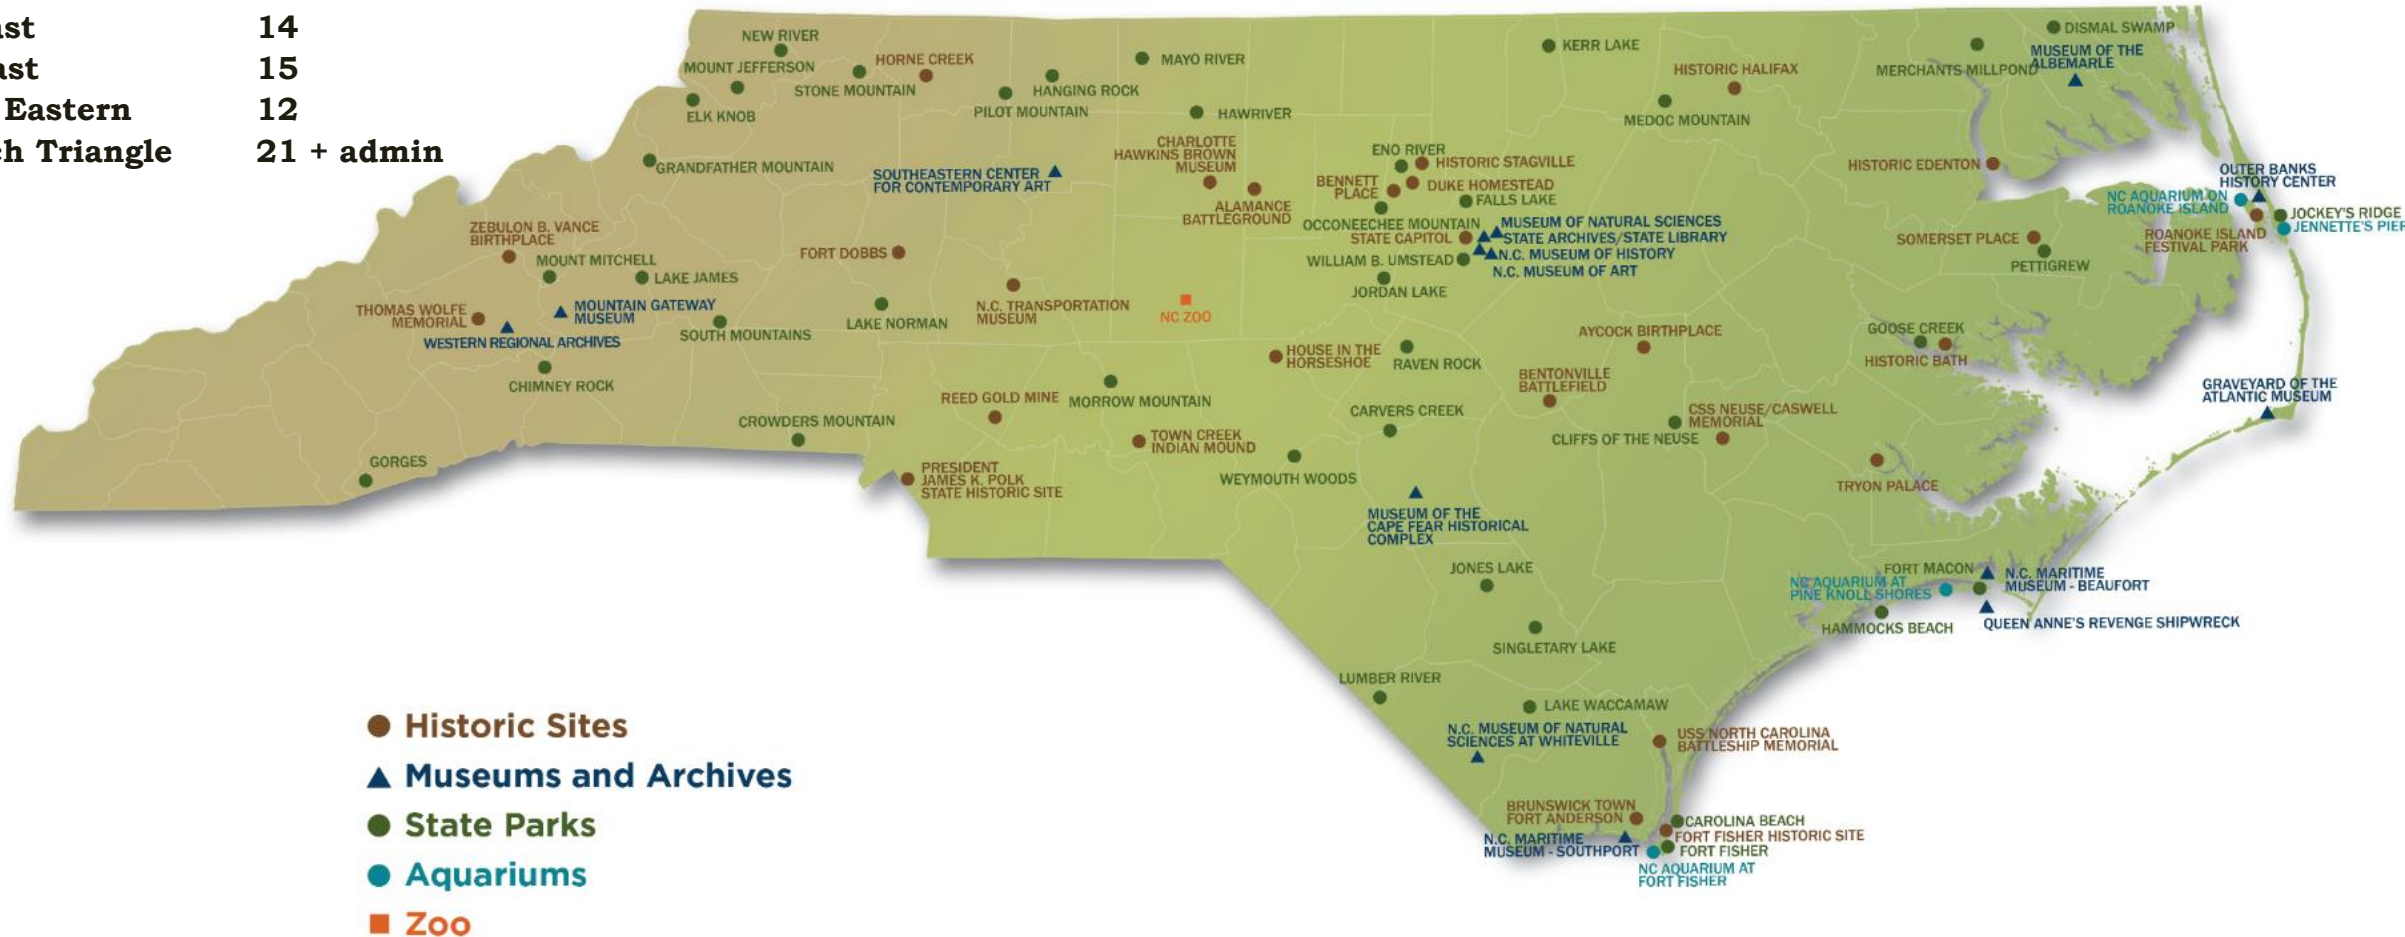 ast 14
ast 15
Eastern 12
ch Triangle 21 + admin
NEW RIVER
MOUNT JEFFERSON
HORNE CREEK
STONE MOUNTAIN
ELK KNOB
MAYO RIVER
HANGING ROCK
PILOT MOUNTAIN
HAWRIVER
KERR LAKE
HISTORIC HALIFAX
MEDOC MOUNTAIN
DISMAL SWAMP
MUSEUM OF THE
ALBEMARLE
MERCHANTS MILLPOND
GRANDFATHER MOUNTAIN
SOUTHEASTERN CENTER
FOR CONTEMPORARY ART
CHARLOTTE
HAWKINS BROWN
MUSEUM
ALAMANCE
BATTLEGROUND
ENO RIVER
HISTORIC STAGVILLE
BENNETT
PLACE
DUKE HOMESTEAD
FALLS LAKE
OCCONEECHEE MOUNTAIN
STATE CAPITOL
WILLIAM B. UMSTEAD
JORDAN LAKE
MUSEUM OF NATURAL SCIENCES
STATE ARCHIVES/STATE LIBRARY
N.C. MUSEUM OF HISTORY
N.C. MUSEUM OF ART
HISTORIC EDENTON
OUTER BANKS
HISTORY CENTER
NC AQUARIUM ON
ROANOKE ISLAND
JOCKEY'S RIDGE
JENNETTE'S PIER
ROANOKE ISLAND
FESTIVAL PARK
SOMERSET PLACE
PETTIGREW
ZEBULON B. VANCE
BIRTHPLACE
MOUNT MITCHELL
LAKE JAMES
FORT DOBBS
THOMAS WOLFE
MEMORIAL
MOUNTAIN GATEWAY
MUSEUM
WESTERN REGIONAL ARCHIVES
SOUTH MOUNTAINS
LAKE NORMAN
N.C. TRANSPORTATION
MUSEUM
NC ZOO
CHIMNEY ROCK
HOUSE IN THE
HORSESHOE
RAVEN ROCK
AYCOCK BIRTHPLACE
BENTONVILLE
BATTLEFIELD
GOOSE CREEK
HISTORIC BATH
GRAVEYARD OF THE
ATLANTIC MUSEUM
REED GOLD MINE
MORROW MOUNTAIN
CARVERS CREEK
CSS NEUSE/CASWELL
MEMORIAL
CLIFFS OF THE NEUSE
CROWDERS MOUNTAIN
TOWN CREEK
INDIAN MOUND
GORGES
PRESIDENT
JAMES K. POLK
STATE HISTORIC SITE
WEYMOUTH WOODS
TRYON PALACE
MUSEUM OF THE
CAPE FEAR HISTORICAL
COMPLEX
JONES LAKE
SINGLETARY LAKE
FORT MACON
N.C. MARITIME
MUSEUM - BEAUFORT
NC AQUARIUM AT
PINE KNOLL SHORES
HAMMOCKS BEACH
QUEEN ANNE'S REVENGE SHIPWRECK
LUMBER RIVER
LAKE WACCAMAW
N.C. MUSEUM OF NATURAL
SCIENCES AT WHITEVILLE
USS NORTH CAROLINA
BATTLESHIP MEMORIAL
BRUNSWICK TOWN
FORT ANDERSON
CAROLINA BEACH
FORT FISHER HISTORIC SITE
N.C. MARITIME
MUSEUM - SOUTHPORT
FORT FISHER
NC AQUARIUM AT
FORT FISHER
Historic Sites
Museums and Archives
State Parks
Aquariums
Zoo